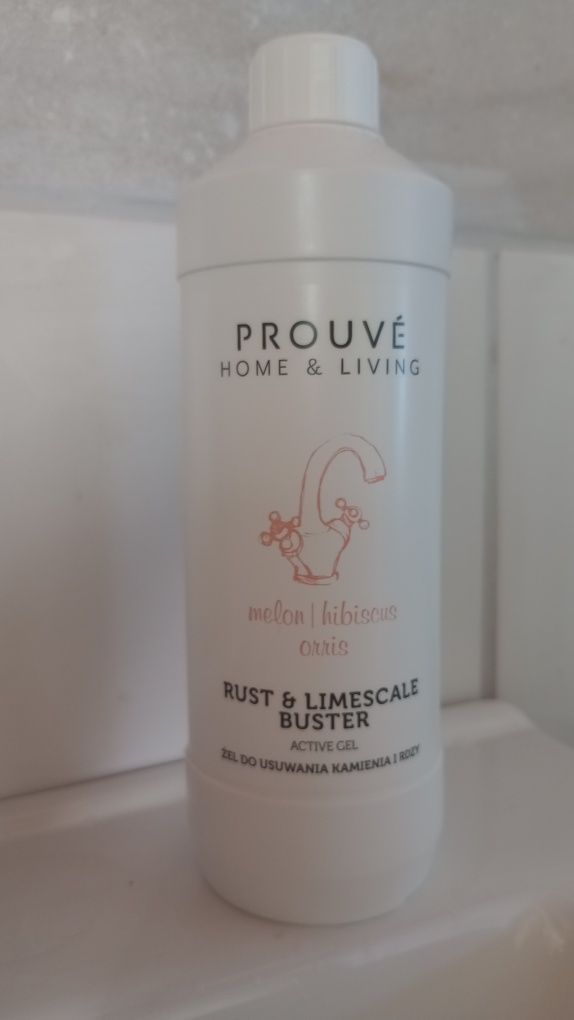 PROUVÉ
HOME & LIVING
melon | hibiscus
orris
RUST & LIMESCALE
BUSTER
ACTIVE GEL
ŻEL DO USUWANIA KAMIENIA I RDZY